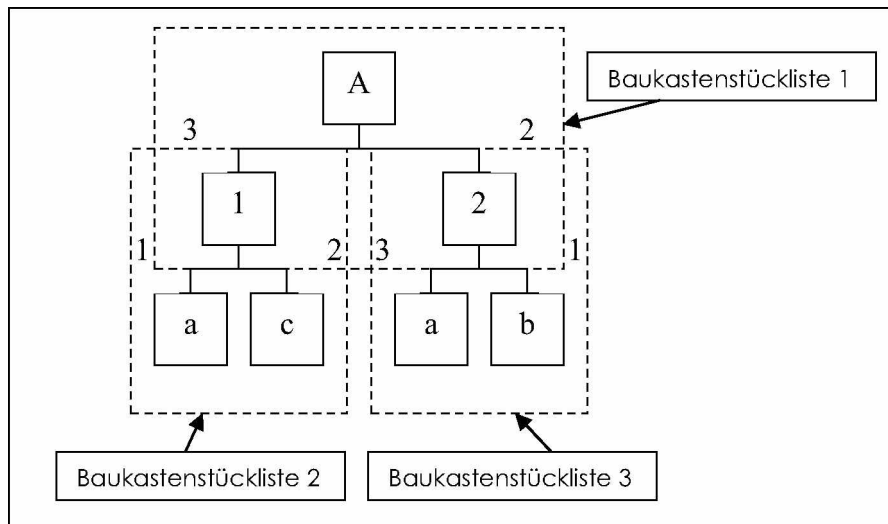 A
Baukastenstückliste 1
3 2
1 2
1 2 3 1
a c a b
Baukastenstückliste 2 Baukastenstückliste 3